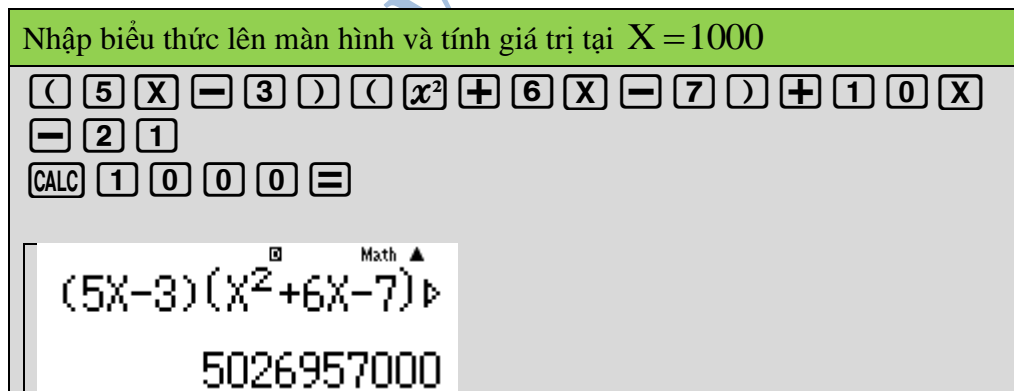 Nhập biểu thức lên màn hình và tính giá trị tại X = 1000
( 5 X − 3 ) ( x² + 6 X − 7 ) + 1 0 X
− 2 1
CALC 1 0 0 0 =
D Math ▲
(5X−3)(X²+6X−7)▷
5026957000